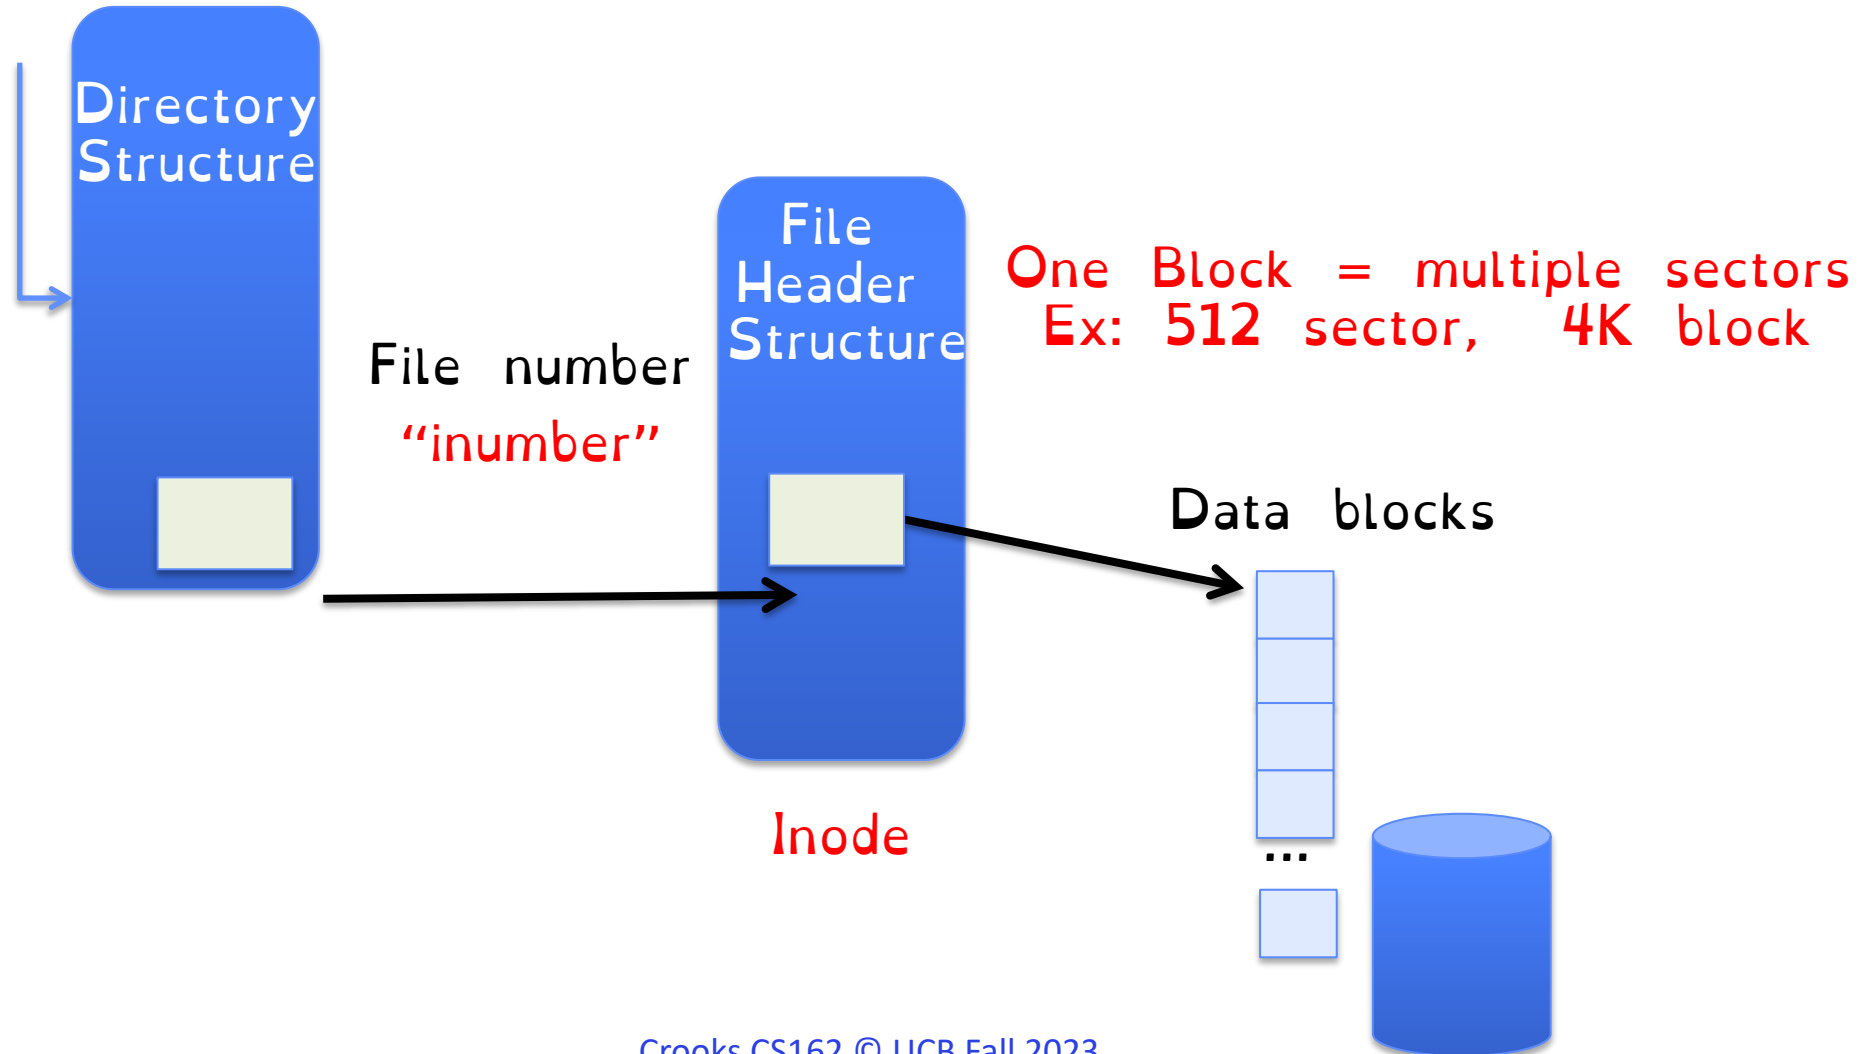 Directory
Structure
File
Header
Structure
One Block = multiple sectors
Ex: 512 sector, 4K block
File number
“inumber”
Data blocks
Inode
...
Crooks CS162 © UCB Fall 2023